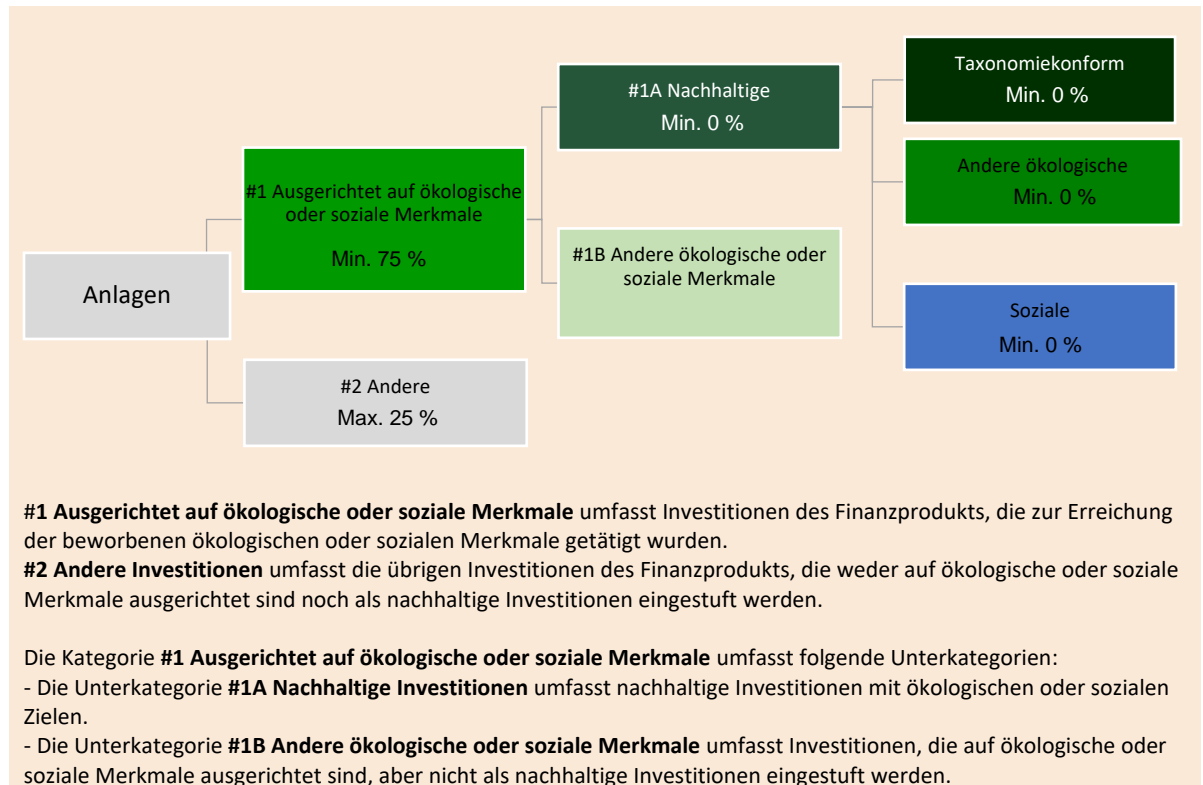 Anlagen
#1 Ausgerichtet auf ökologische
oder soziale Merkmale
Min. 75 %
#2 Andere
Max. 25 %
#1A Nachhaltige
Min. 0 %
#1B Andere ökologische oder
soziale Merkmale
Taxonomiekonform
Min. 0 %
Andere ökologische
Min. 0 %
Soziale
Min. 0 %
#1 Ausgerichtet auf ökologische oder soziale Merkmale umfasst Investitionen des Finanzprodukts, die zur Erreichung
der beworbenen ökologischen oder sozialen Merkmale getätigt wurden.
#2 Andere Investitionen umfasst die übrigen Investitionen des Finanzprodukts, die weder auf ökologische oder soziale
Merkmale ausgerichtet sind noch als nachhaltige Investitionen eingestuft werden.
Die Kategorie #1 Ausgerichtet auf ökologische oder soziale Merkmale umfasst folgende Unterkategorien:
- Die Unterkategorie #1A Nachhaltige Investitionen umfasst nachhaltige Investitionen mit ökologischen oder sozialen
Zielen.
- Die Unterkategorie #1B Andere ökologische oder soziale Merkmale umfasst Investitionen, die auf ökologische oder
soziale Merkmale ausgerichtet sind, aber nicht als nachhaltige Investitionen eingestuft werden.